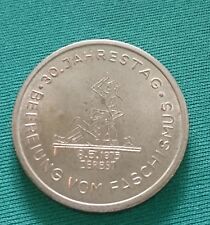 · 30. JAHRESTAG ·
BEFREIUNG VOM FASCHISMUS
8.5.1975
ZERBST